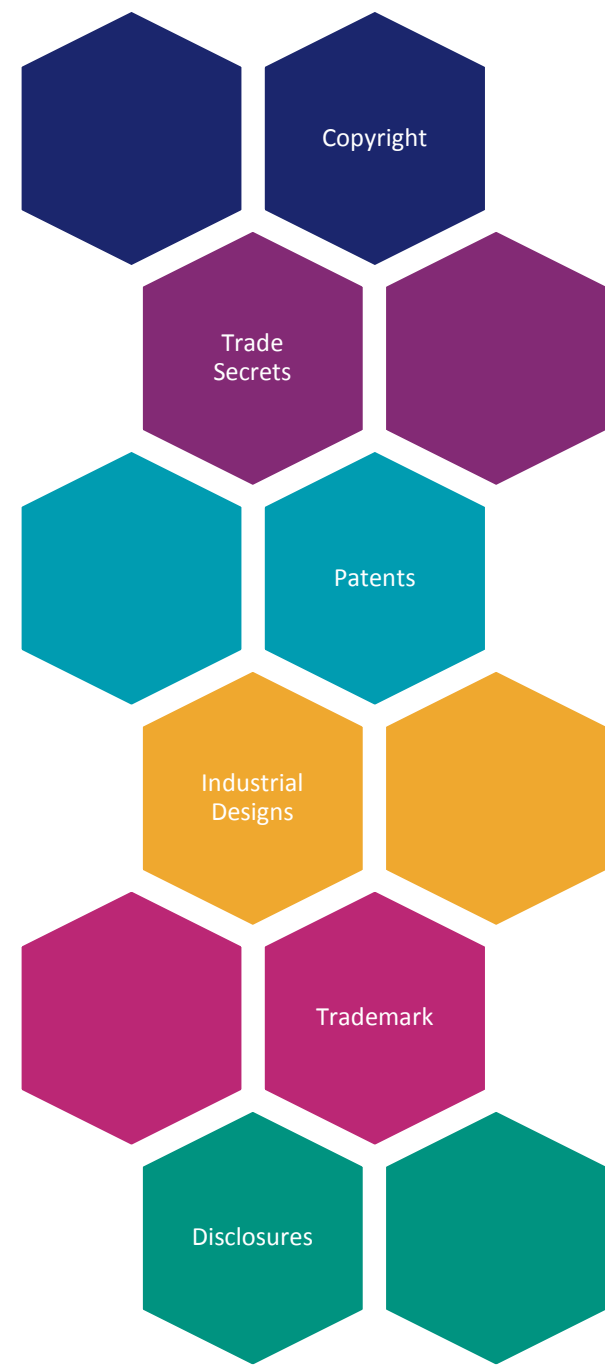 Copyright
Trade
Secrets
Patents
Industrial
Designs
Trademark
Disclosures